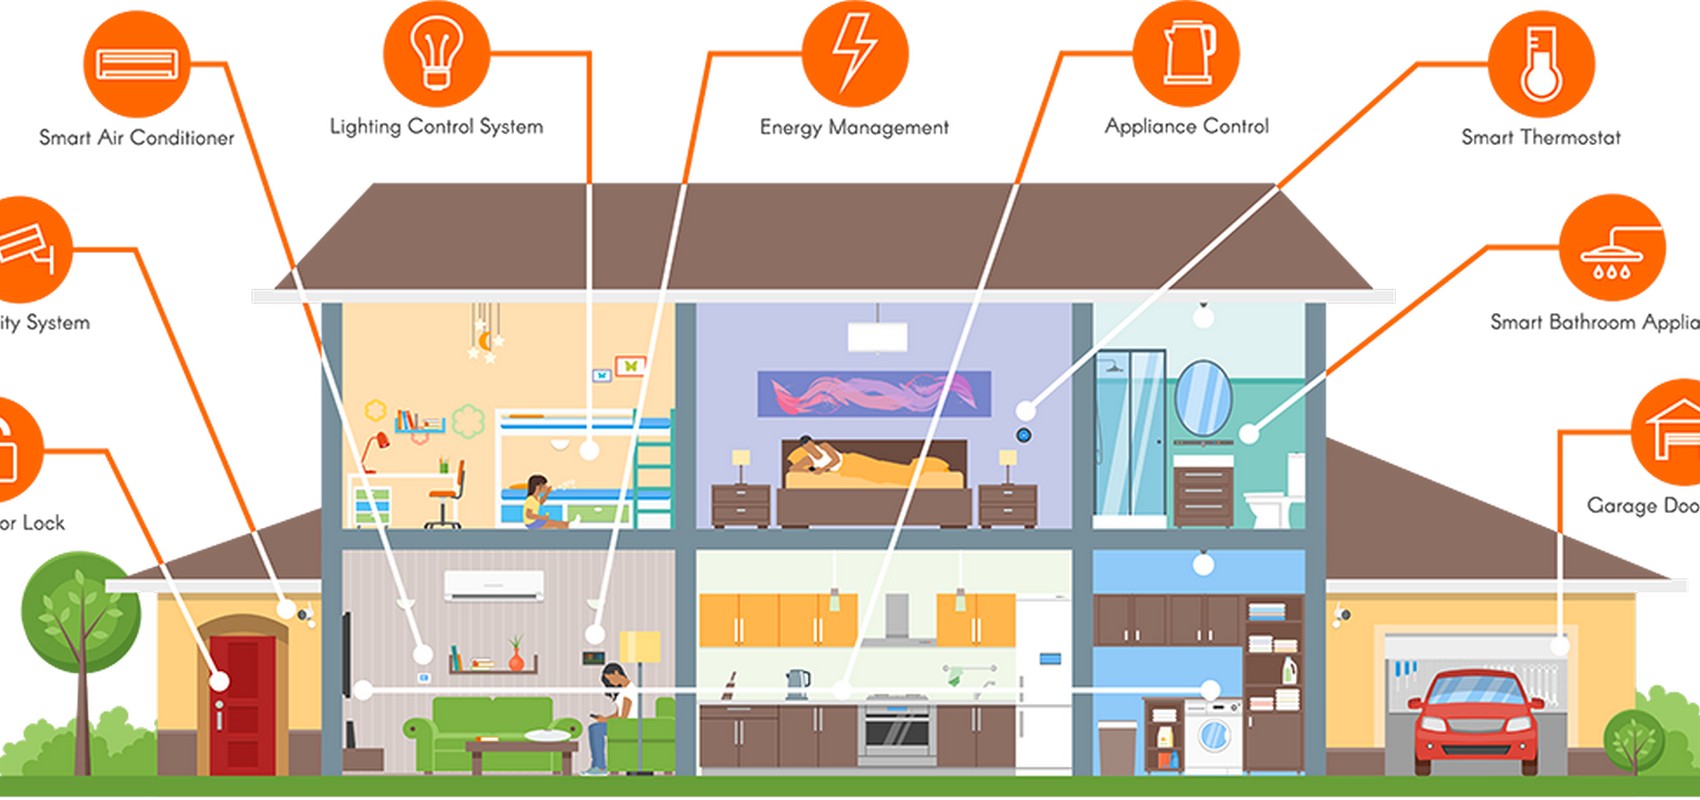 Smart Air Conditioner
Lighting Control System
Energy Management
Appliance Control
Smart Thermostat
ity System
Smart Bathroom Applia
or Lock
Garage Doo